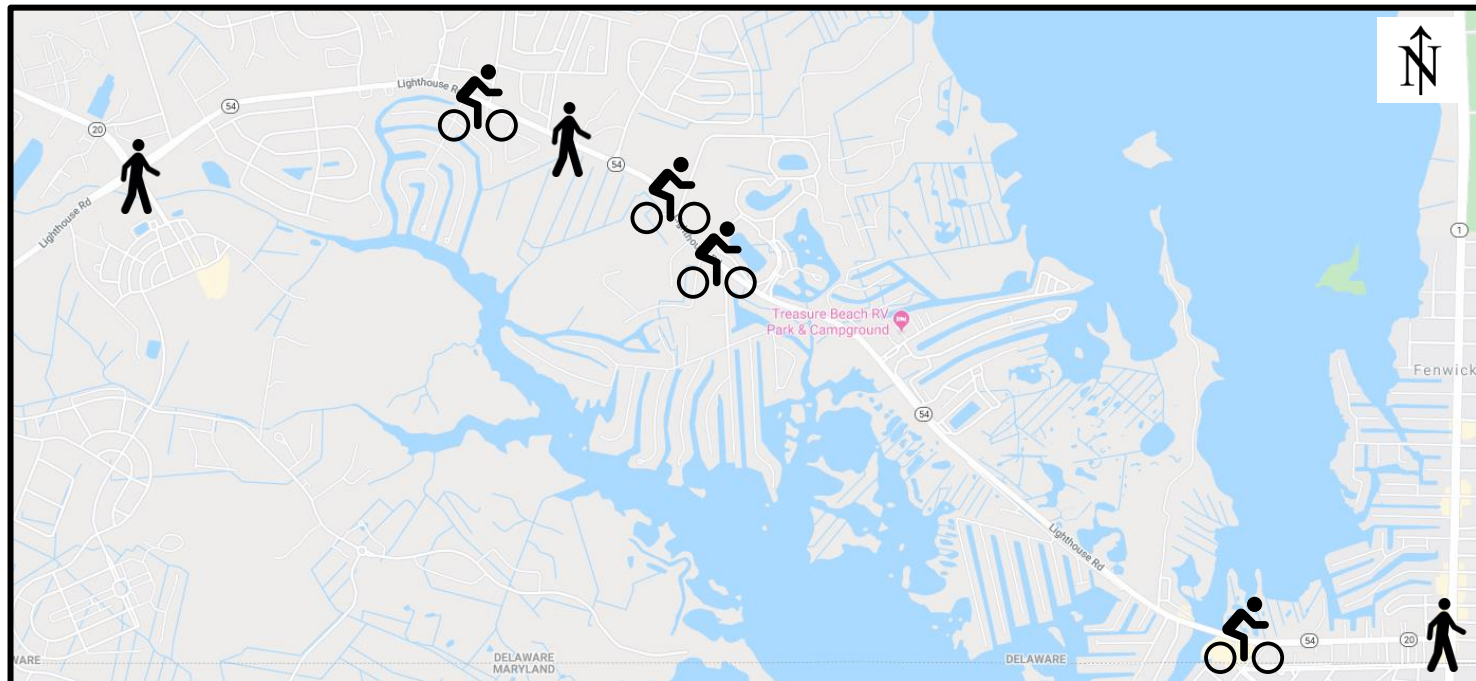 N
Lighthouse R
54
20
54
Lighthouse Rd
1
Treasure Beach RV
Park & Campground
Fenwick
54
Lighthouse Rd
54
20
WARE
DELAWARE
MARYLAND
DELAWARE